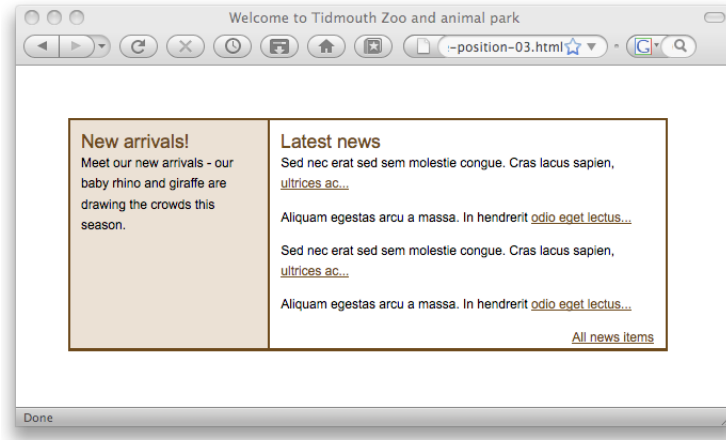 Welcome to Tidmouth Zoo and animal park
:-position-03.html
G
New arrivals!
Meet our new arrivals - our
baby rhino and giraffe are
drawing the crowds this
season.
Latest news
Sed nec erat sed sem molestie congue. Cras lacus sapien,
ultrices ac...
Aliquam egestas arcu a massa. In hendrerit odio eget lectus...
Sed nec erat sed sem molestie congue. Cras lacus sapien,
ultrices ac...
Aliquam egestas arcu a massa. In hendrerit odio eget lectus...
All news items
Done